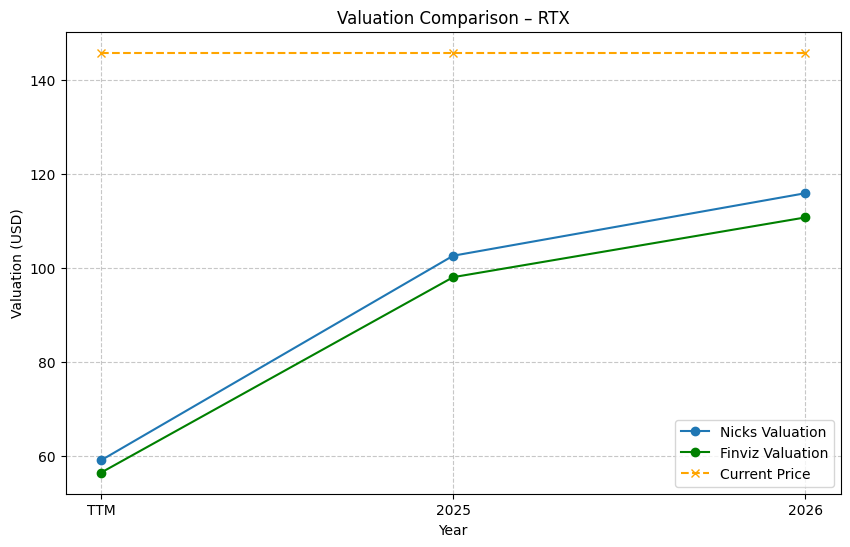 Valuation Comparison – RTX
Valuation (USD)
140
120
100
80
60
TTM
2025
2026
Year
Nicks Valuation
Finviz Valuation
Current Price